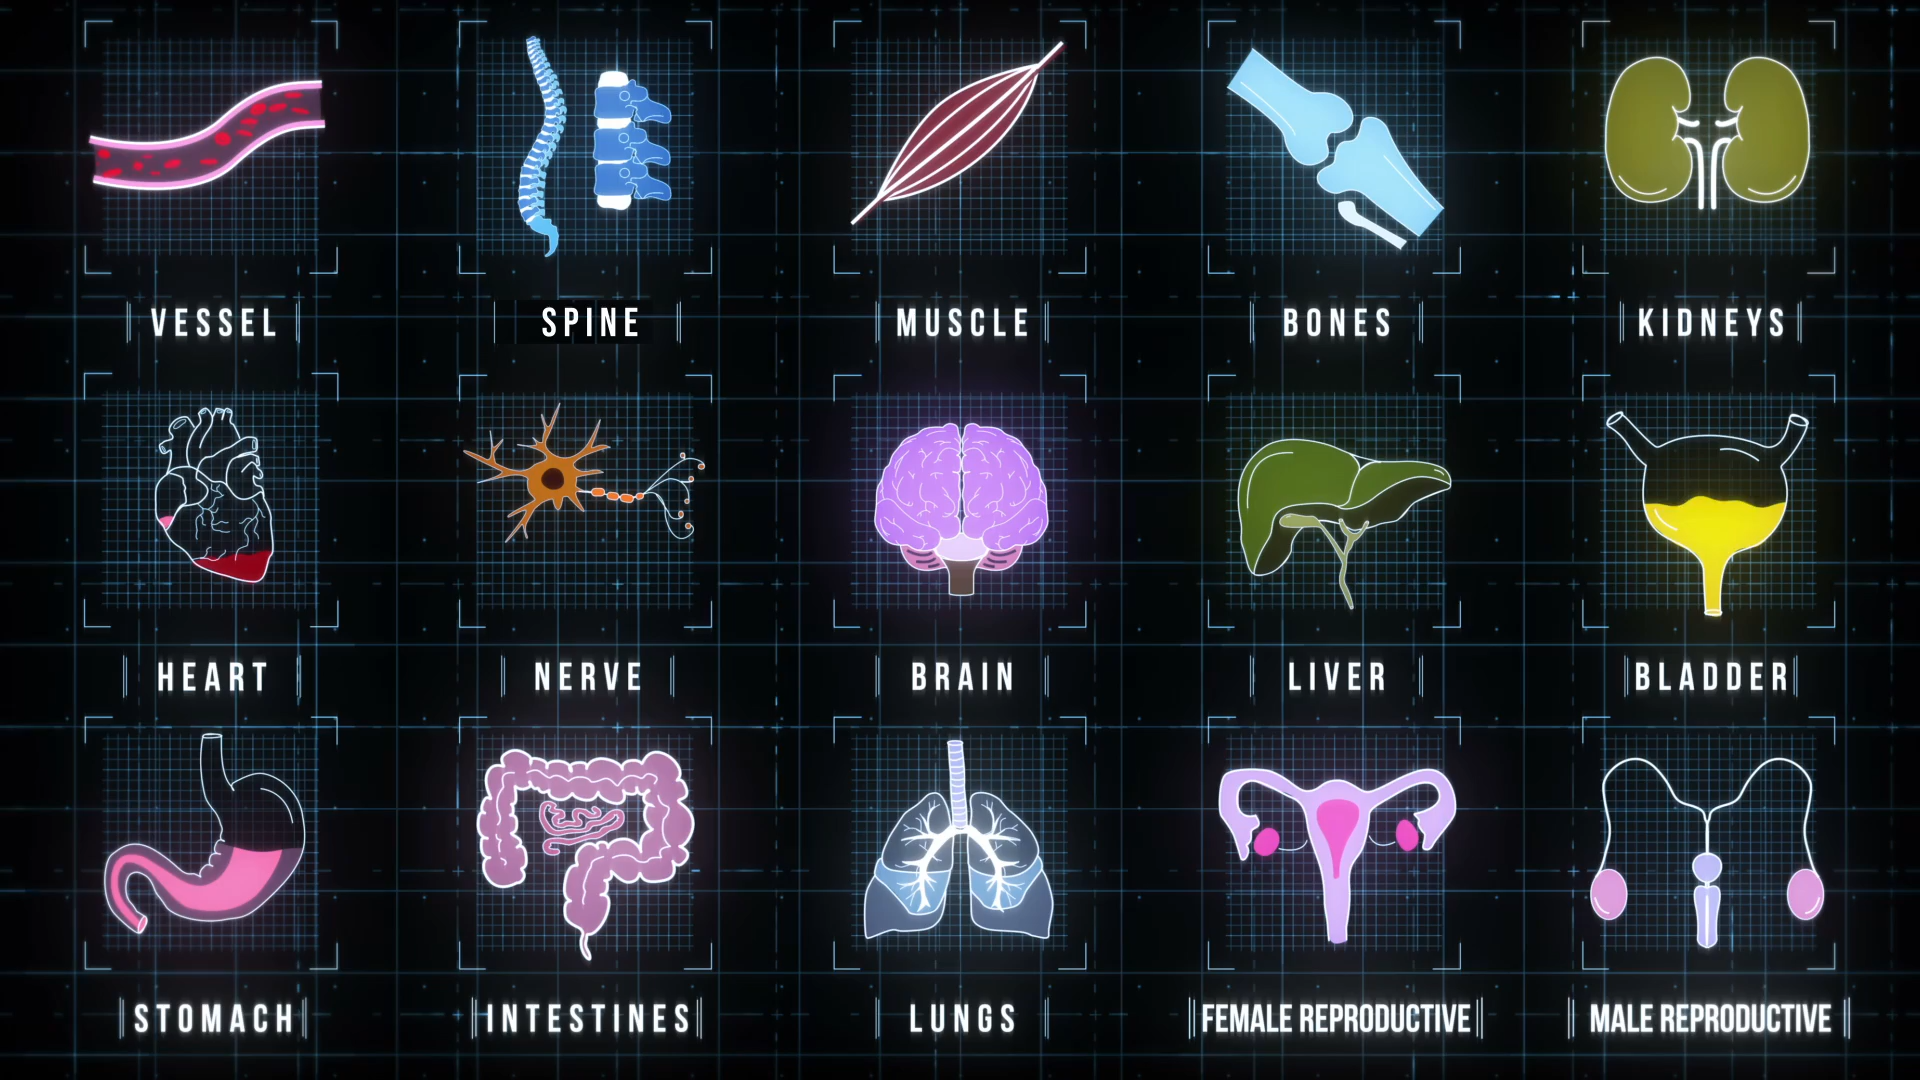 VESSEL
SPINE
MUSCLE
BONES
KIDNEYS
HEART
NERVE
BRAIN
LIVER
BLADDER
STOMACH
INTESTINES
LUNGS
FEMALE REPRODUCTIVE
MALE REPRODUCTIVE